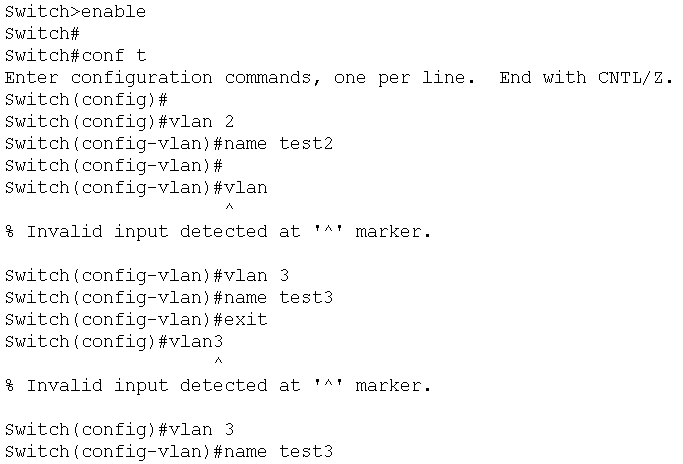 Switch>enable
Switch#
Switch#conf t
Enter configuration commands, one per line.  End with CNTL/Z.
Switch(config)#
Switch(config)#vlan 2
Switch(config-vlan)#name test2
Switch(config-vlan)#
Switch(config-vlan)#vlan
                    ^
% Invalid input detected at '^' marker.

Switch(config-vlan)#vlan 3
Switch(config-vlan)#name test3
Switch(config-vlan)#exit
Switch(config)#vlan3
                   ^
% Invalid input detected at '^' marker.

Switch(config)#vlan 3
Switch(config-vlan)#name test3